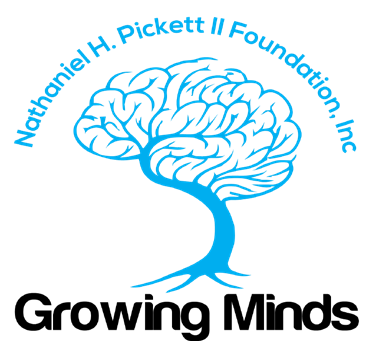 Nathaniel H. Pickett II Foundation, Inc
Growing Minds